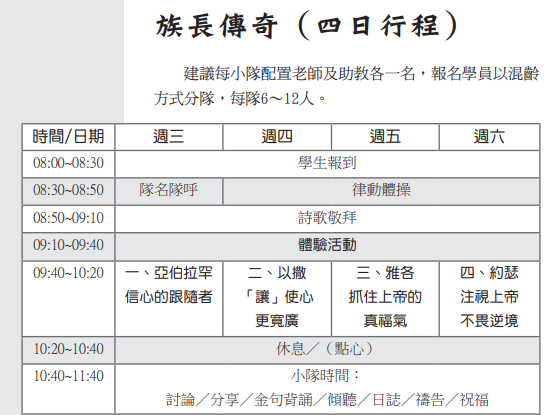 族長傳奇（四日行程）
建議每小隊配置老師及助教各一名，報名學員以混齡
方式分隊，每隊6～12人。
時間/日期 週三 週四 週五 週六
08:00~08:30 學生報到
08:30~08:50 隊名隊呼 律動體操
08:50~09:10 詩歌敬拜
09:10~09:40 體驗活動
09:40~10:20 一、亞伯拉罕 二、以撒 三、雅各 四、約瑟
信心的跟隨者 「讓」使心 抓住上帝的 注視上帝
更寬廣 真福氣 不畏逆境
10:20~10:40 休息／（點心）
10:40~11:40 小隊時間：
討論／分享／金句背誦／傾聽／日誌／禱告／祝福